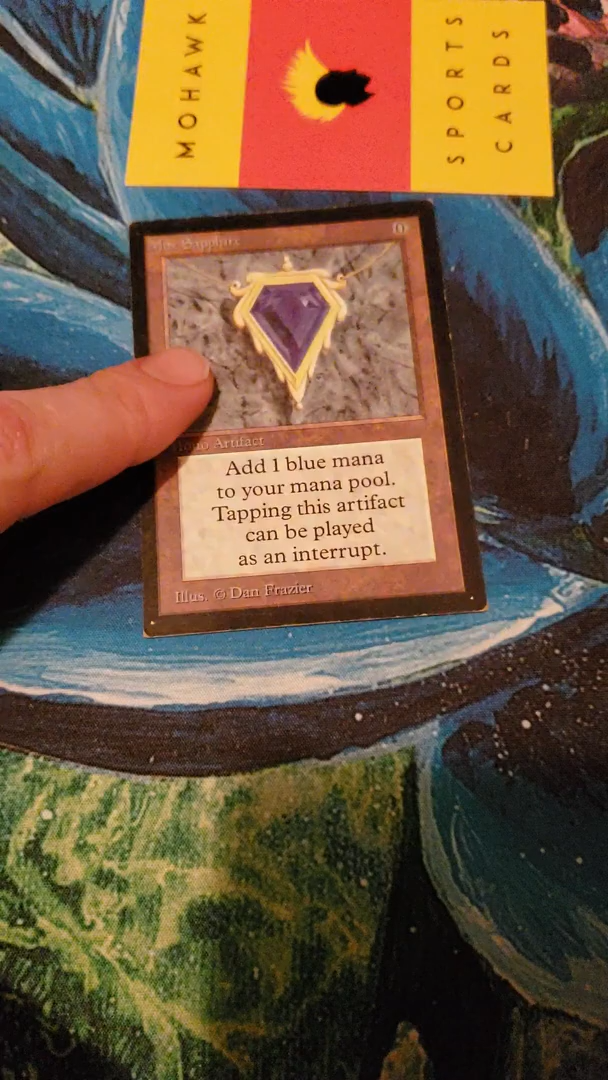 MOHAWK
SPORTS
CARDS
Mox Sapphire
0
Mono Artifact
Add 1 blue mana
to your mana pool.
Tapping this artifact
can be played
as an interrupt.
Illus. © Dan Frazier